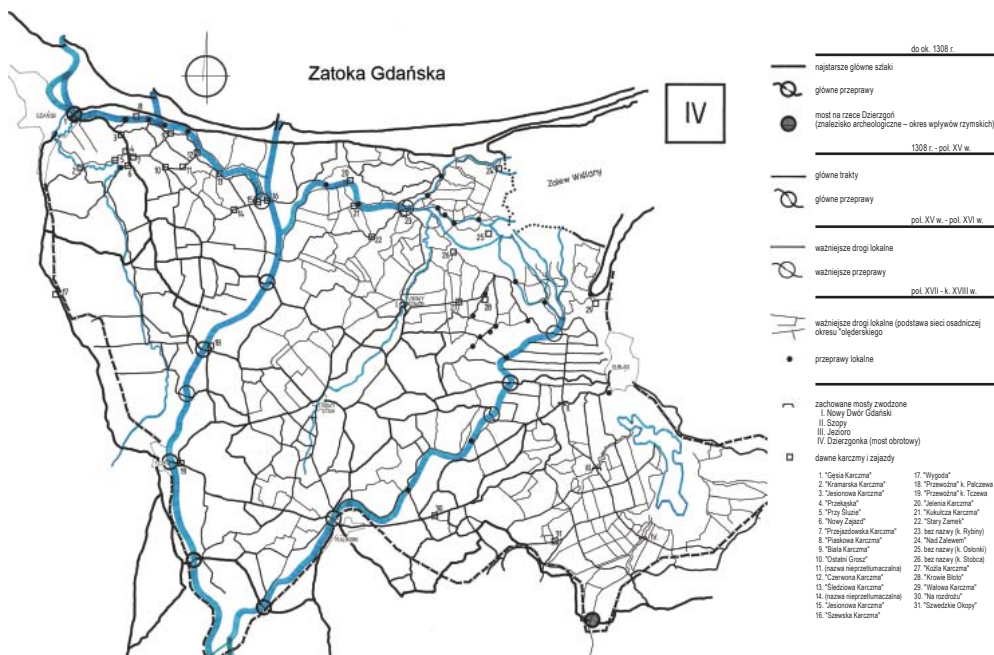 Zatoka Gdańska
IV
Zalew Wiślany
GDAŃSK
MALBORK
do ok. 1308 r.
najstarsze główne szlaki
główne przeprawy
most na rzece Dzierzgoń
(znalezisko archeologiczne – okres wpływów rzymskich)
1308 r. - poł. XV w.
główne trakty
główne przeprawy
poł. XV w. - poł. XVI w.
ważniejsze drogi lokalne
ważniejsze przeprawy
poł. XVII - k. XVIII w.
ważniejsze drogi lokalne (podstawa sieci osadniczej
okresu "olęderskiego
przeprawy lokalne
zachowane mosty zwodzone
I. Nowy Dwór Gdański
II. Szopy
III. Jezioro
IV. Dzierzgonka (most obrotowy)
dawne karczmy i zajazdy
1. "Gęsia Karczma"
2. "Kramarska Karczma"
3. "Jesionowa Karczma"
4. "Przekąska"
5. "Przy Śluzie"
6. "Nowy Zajazd"
7. "Przejazdowska Karczma"
8. "Piaskowa Karczma"
9. "Biała Karczma"
10. "Ostatni Grosz"
11. (nazwa nieprzetłumaczalna)
12. "Czerwona Karczma"
13. "Śledziowa Karczma"
14. (nazwa nieprzetłumaczalna)
15. "Jesionowa Karczma"
16. "Szewska Karczma"
17. "Wygoda"
18. "Przewoźna" k. Palczewa
19. "Przewoźna" k. Tczewa
20. "Jelenia Karczma"
21. "Kukulcza Karczma"
22. "Stary Zamek"
23. bez nazwy (k. Rybiny)
24. "Nad Zalewem"
25. bez nazwy (k. Osłonki)
26. bez nazwy (k. Stobca)
27. "Koźla Karczma"
28. "Krowie Błoto"
29. "Wałowa Karczma"
30. "Na rozdrożu"
31. "Szwedzkie Okopy"